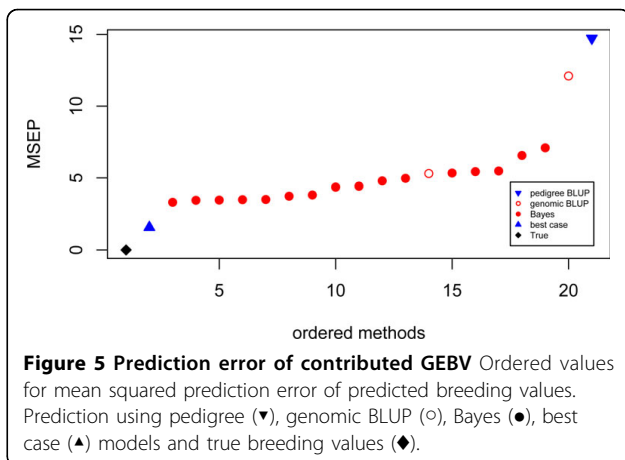 15
10
5
0
MSEP
pedigree BLUP
genomic BLUP
Bayes
best case
True
5
10
15
20
ordered methods
Figure 5 Prediction error of contributed GEBV Ordered values
for mean squared prediction error of predicted breeding values.
Prediction using pedigree (▼), genomic BLUP (○), Bayes (●), best
case (▲) models and true breeding values (◆).